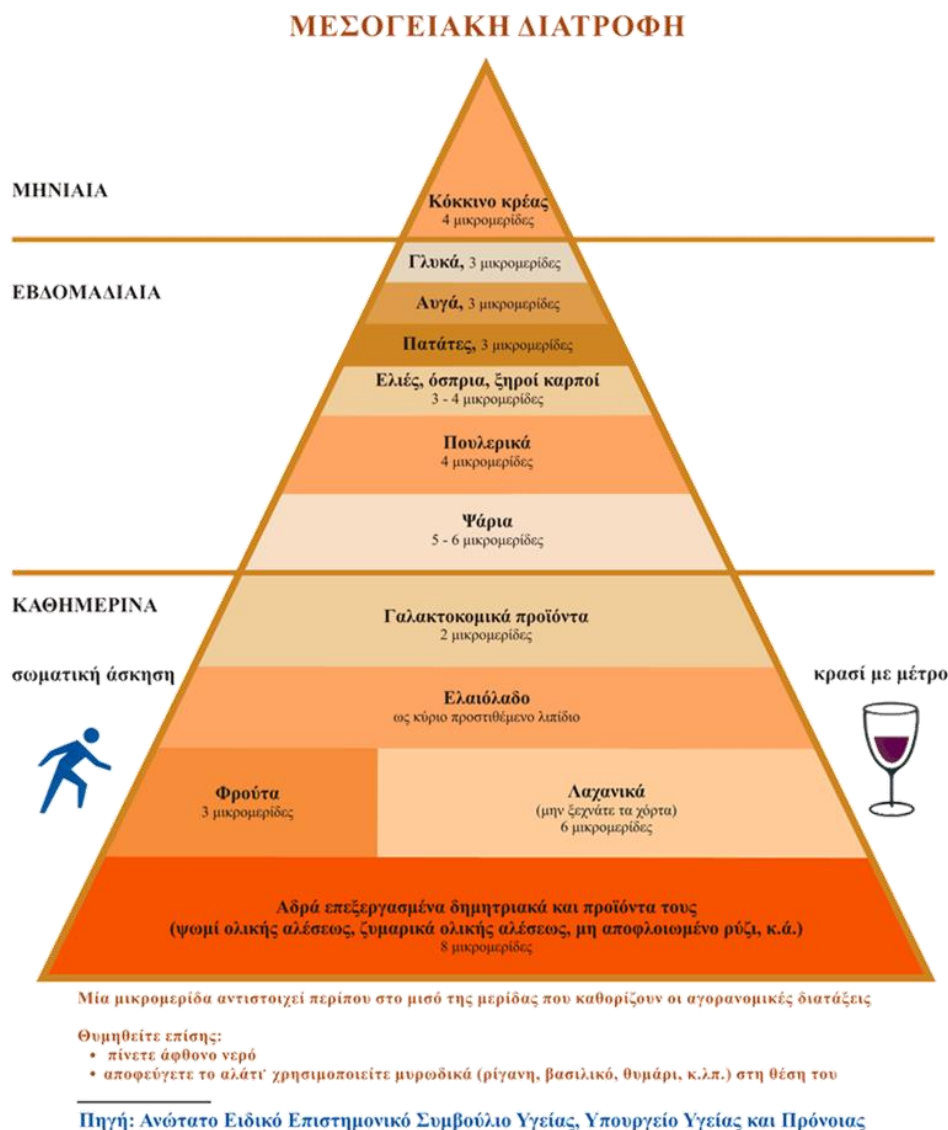 ΜΕΣΟΓΕΙΑΚΗ ΔΙΑΤΡΟΦΗ
ΜΗΝΙΑΙΑ
Κόκκινο κρέας
4 μικρομερίδες
Γλυκά, 3 μικρομερίδες
ΕΒΔΟΜΑΔΙΑΙΑ
Αυγά, 3 μικρομερίδες
Πατάτες, 3 μικρομερίδες
Ελιές, όσπρια, ξηροί καρποί
3 - 4 μικρομερίδες
Πουλερικά
4 μικρομερίδες
Ψάρια
5 - 6 μικρομερίδες
ΚΑΘΗΜΕΡΙΝΑ
Γαλακτοκομικά προϊόντα
2 μικρομερίδες
σωματική άσκηση
κρασί με μέτρο
Ελαιόλαδο
ως κύριο προστιθέμενο λιπίδιο
Φρούτα
3 μικρομερίδες
Λαχανικά
(μην ξεχνάτε τα χόρτα)
6 μικρομερίδες
Αδρά επεξεργασμένα δημητριακά και προϊόντα τους
(ψωμί ολικής αλέσεως, ζυμαρικά ολικής αλέσεως, μη αποφλοιωμένο ρύζι, κ.ά.)
8 μικρομερίδες
Μία μικρομερίδα αντιστοιχεί περίπου στο μισό της μερίδας που καθορίζουν οι αγορανομικές διατάξεις
Θυμηθείτε επίσης:
• πίνετε άφθονο νερό
• αποφεύγετε το αλάτι· χρησιμοποιείτε μυρωδικά (ρίγανη, βασιλικό, θυμάρι, κ.λπ.) στη θέση του
Πηγή: Ανώτατο Ειδικό Επιστημονικό Συμβούλιο Υγείας, Υπουργείο Υγείας και Πρόνοιας